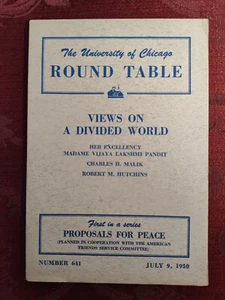 The University of Chicago
ROUND TABLE
VIEWS ON
A DIVIDED WORLD
HER EXCELLENCY
MADAME VIJAYA LAKSHMI PANDIT
CHARLES H. MALIK
ROBERT M. HUTCHINS
First in a series
PROPOSALS FOR PEACE
(PLANNED IN COOPERATION WITH THE AMERICAN
FRIENDS SERVICE COMMITTEE)
NUMBER 641 JULY 9, 1950